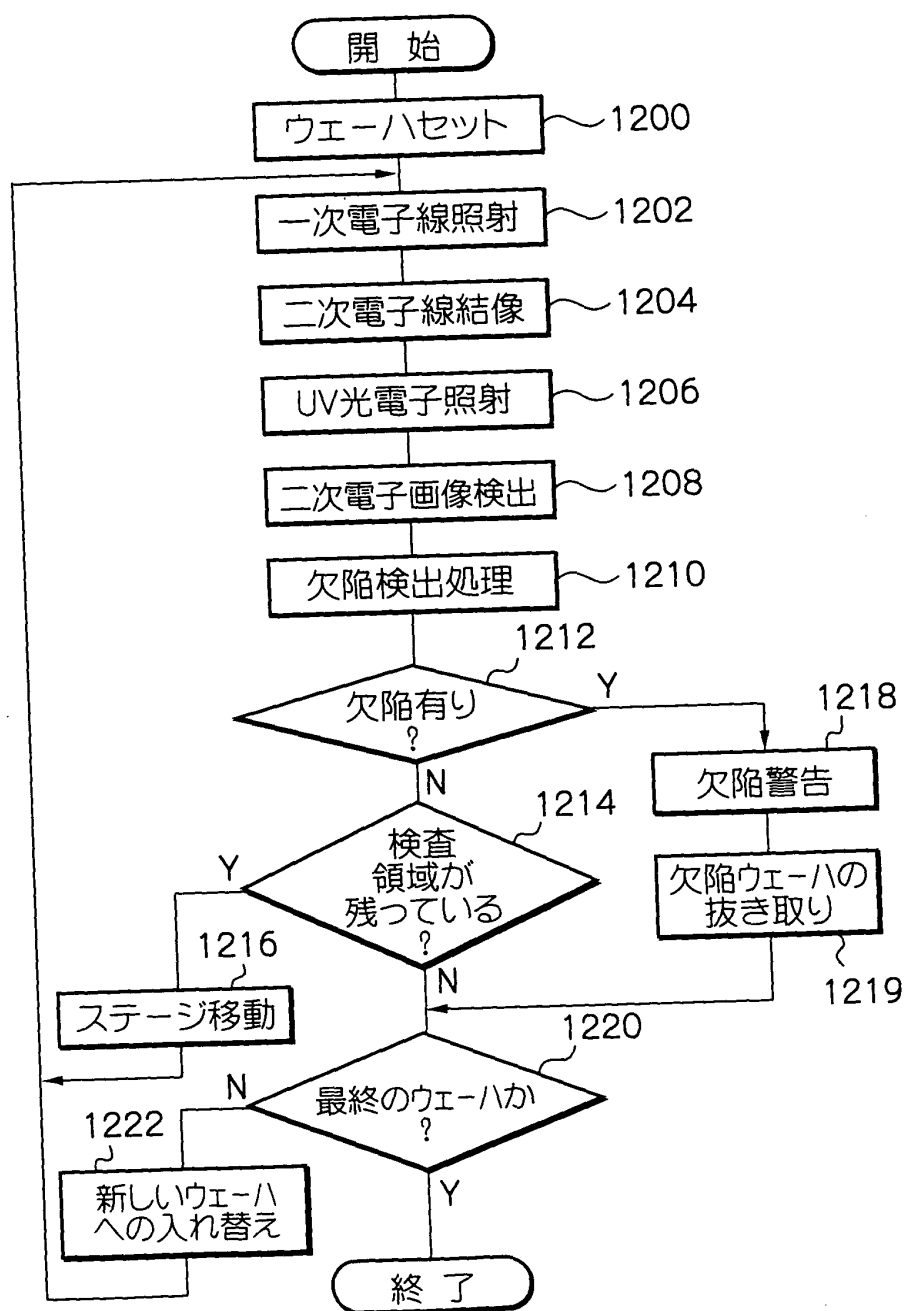 開始
ウェーハセット
1200
一次電子線照射
1202
二次電子線結像
1204
UV光電子照射
1206
二次電子画像検出
1208
欠陥検出処理
1210
1212
欠陥有り
?
Y
N
1218
欠陥警告
1214
検査
領域が
残っている
?
Y
N
欠陥ウェーハの
抜き取り
1219
1216
ステージ移動
1220
最終のウェーハか
?
N
Y
1222
新しいウェーハ
への入れ替え
終了